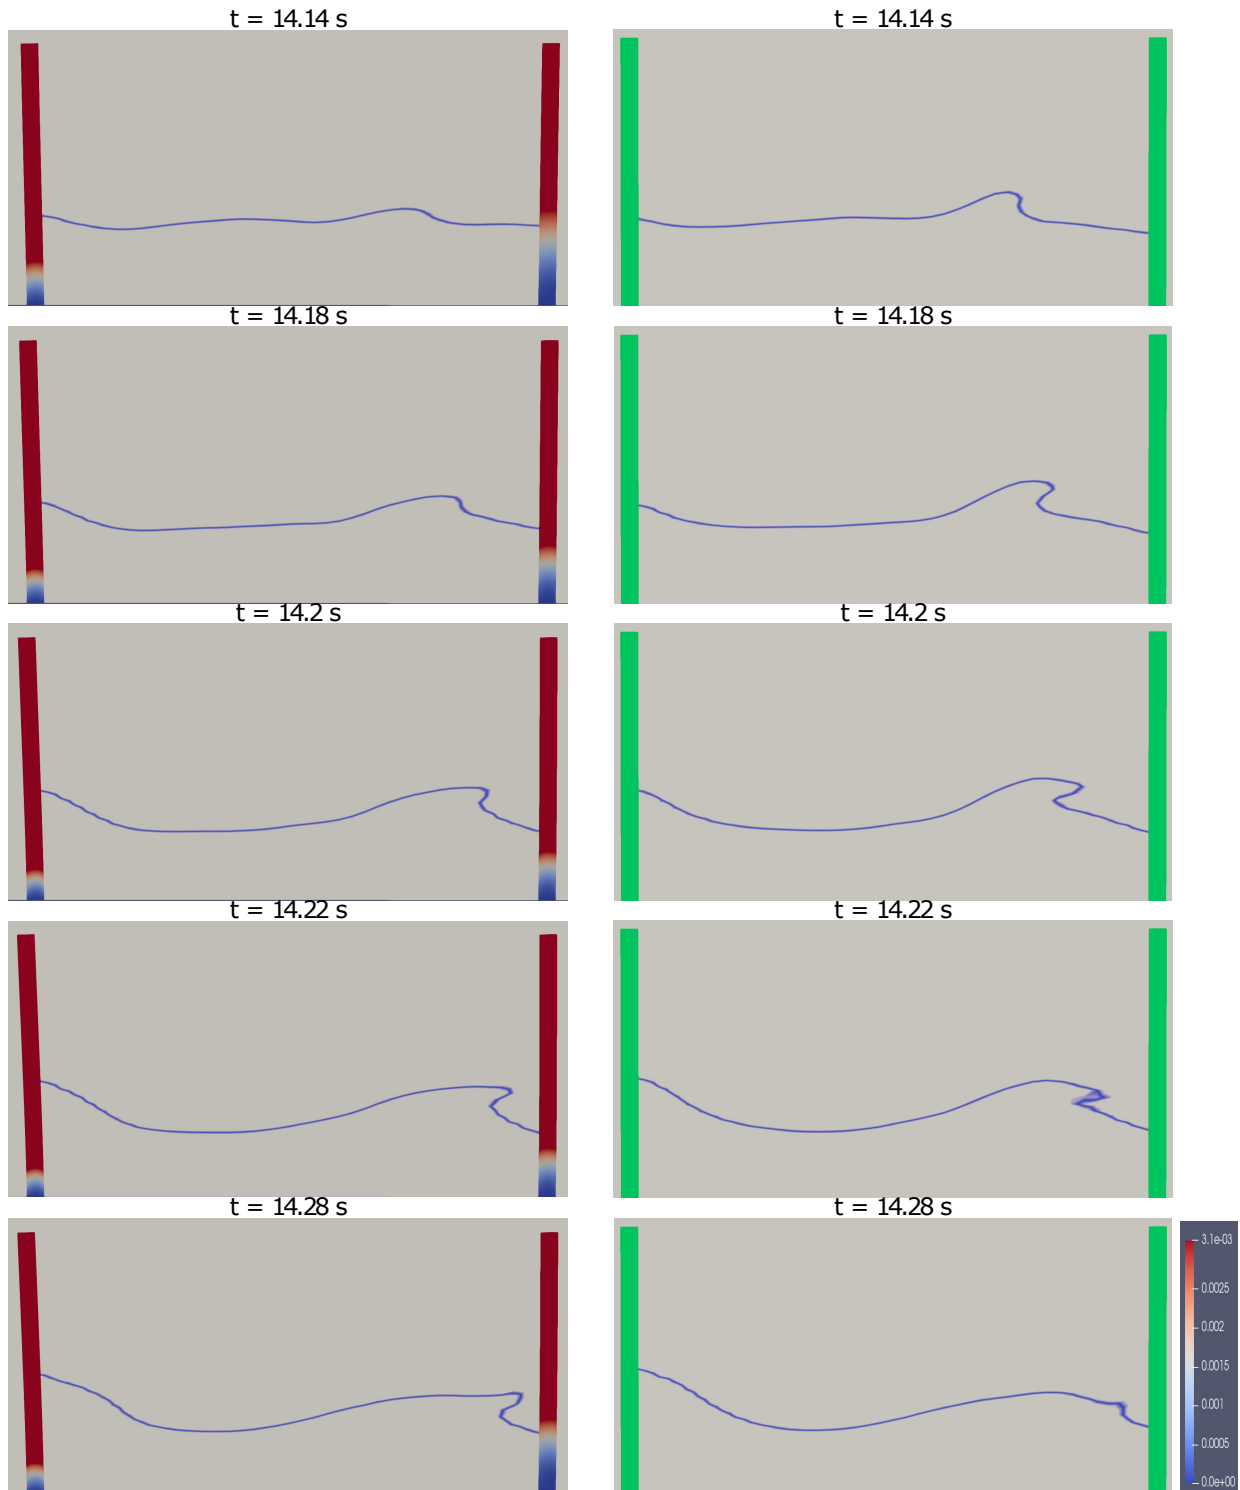 t = 14.14 s t = 14.14 s
t = 14.18 s t = 14.18 s
t = 14.2 s t = 14.2 s
t = 14.22 s t = 14.22 s
t = 14.28 s t = 14.28 s
3.1e-03
0.0025
0.002
0.0015
0.001
0.0005
0.0e+00